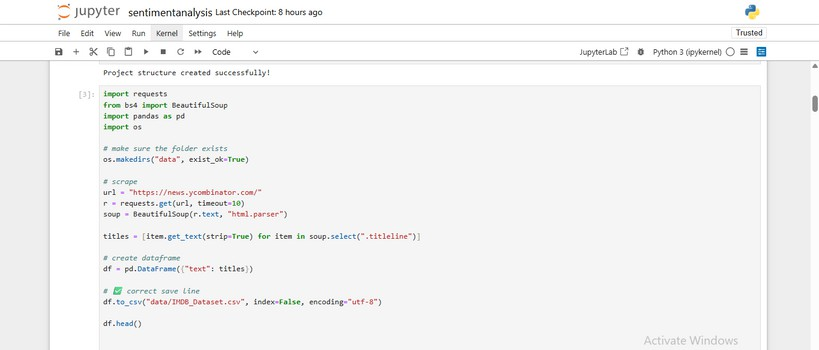 jupyter sentimentanalysis Last Checkpoint: 8 hours ago
File Edit View Run Kernel Settings Help Trusted
Code JupyterLab Python 3 (ipykernel)
Project structure created successfully!
[3]: import requests
from bs4 import BeautifulSoup
import pandas as pd
import os
# make sure the folder exists
os.makedirs("data", exist_ok=True)
# scrape
url = "https://news.ycombinator.com/"
r = requests.get(url, timeout=10)
soup = BeautifulSoup(r.text, "html.parser")
titles = [item.get_text(strip=True) for item in soup.select(".titleline")]
# create dataframe
df = pd.DataFrame({"text": titles})
# ✅ correct save line
df.to_csv("data/IMDB_Dataset.csv", index=False, encoding="utf-8")
df.head()
Activate Windows